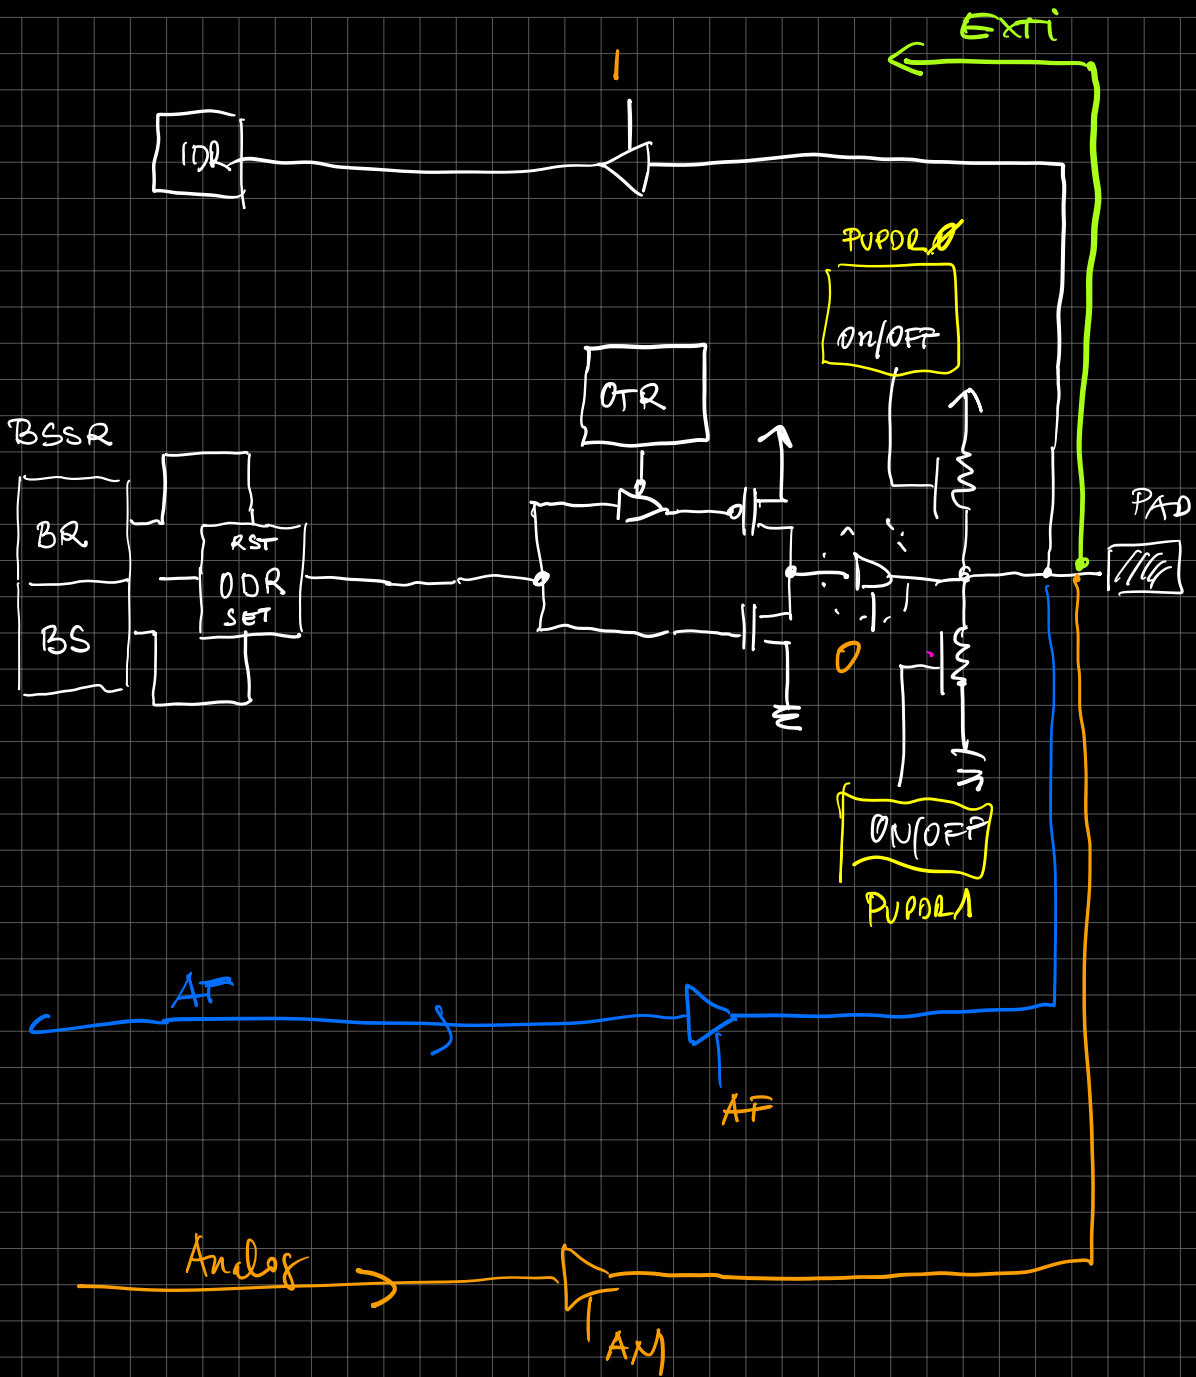 EXTI
1
IDR
PUPDR0
ON/OFF
OTR
BSSR
PAD
BR
RST
ODR
SET
BS
0
ON/OFF
PUPDR1
AF
AF
Analog
AM